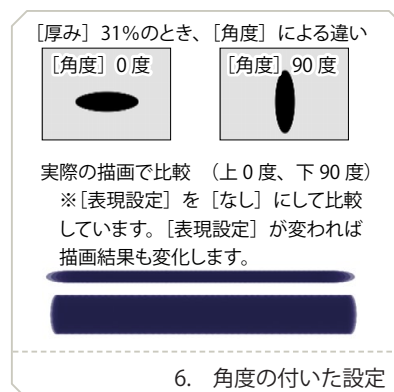 ［厚み］31％のとき、［角度］による違い
［角度］0 度 ［角度］90 度
実際の描画で比較　（上 0 度、下 90 度）
※［表現設定］を［なし］にして比較
しています。［表現設定］が変われば
描画結果も変化します。
6.　角度の付いた設定